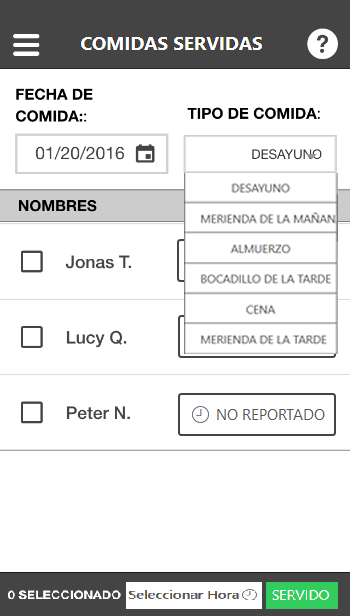 COMIDAS SERVIDAS
?
FECHA DE
COMIDA::
TIPO DE COMIDA:
01/20/2016
DESAYUNO
DESAYUNO
NOMBRES
MERIENDA DE LA MAÑAN
ALMUERZO
Jonas T.
BOCADILLO DE LA TARDE
CENA
Lucy Q.
MERIENDA DE LA TARDE
Peter N.
NO REPORTADO
0 SELECCIONADO
Seleccionar Hora
SERVIDO